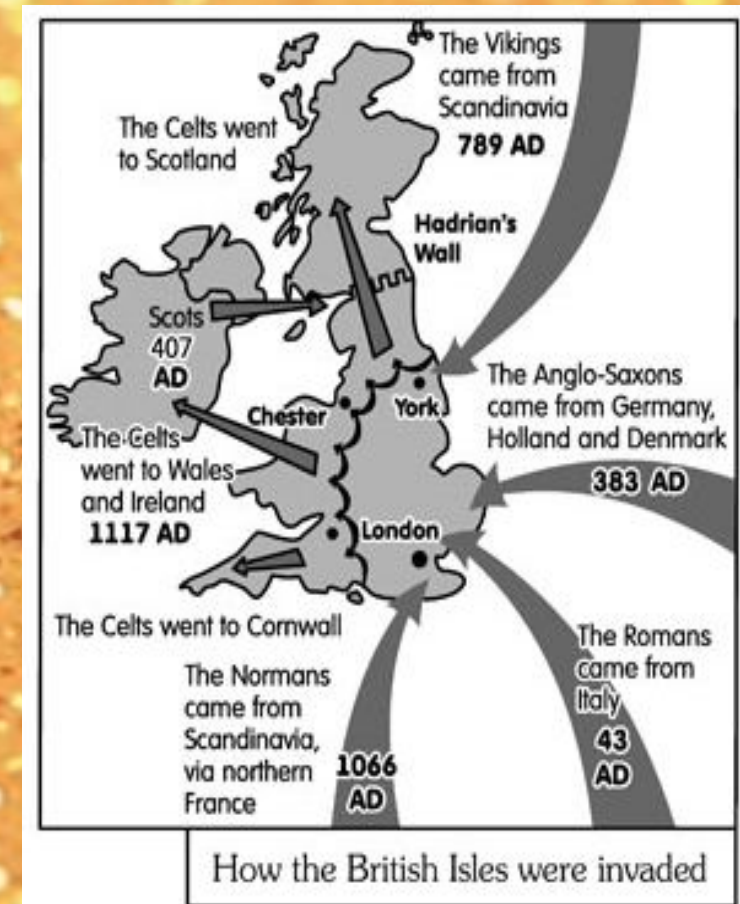 The Vikings
came from
Scandinavia
789 AD
The Celts went
to Scotland
Hadrian's
Wall
Scots
407
AD
Chester
York
The Anglo-Saxons
came from Germany,
Holland and Denmark
383 AD
The Celts
went to Wales
and Ireland
1117 AD
London
The Celts went to Cornwall
The Normans
came from
Scandinavia,
via northern
France
1066
AD
The Romans
came from
Italy
43
AD
How the British Isles were invaded